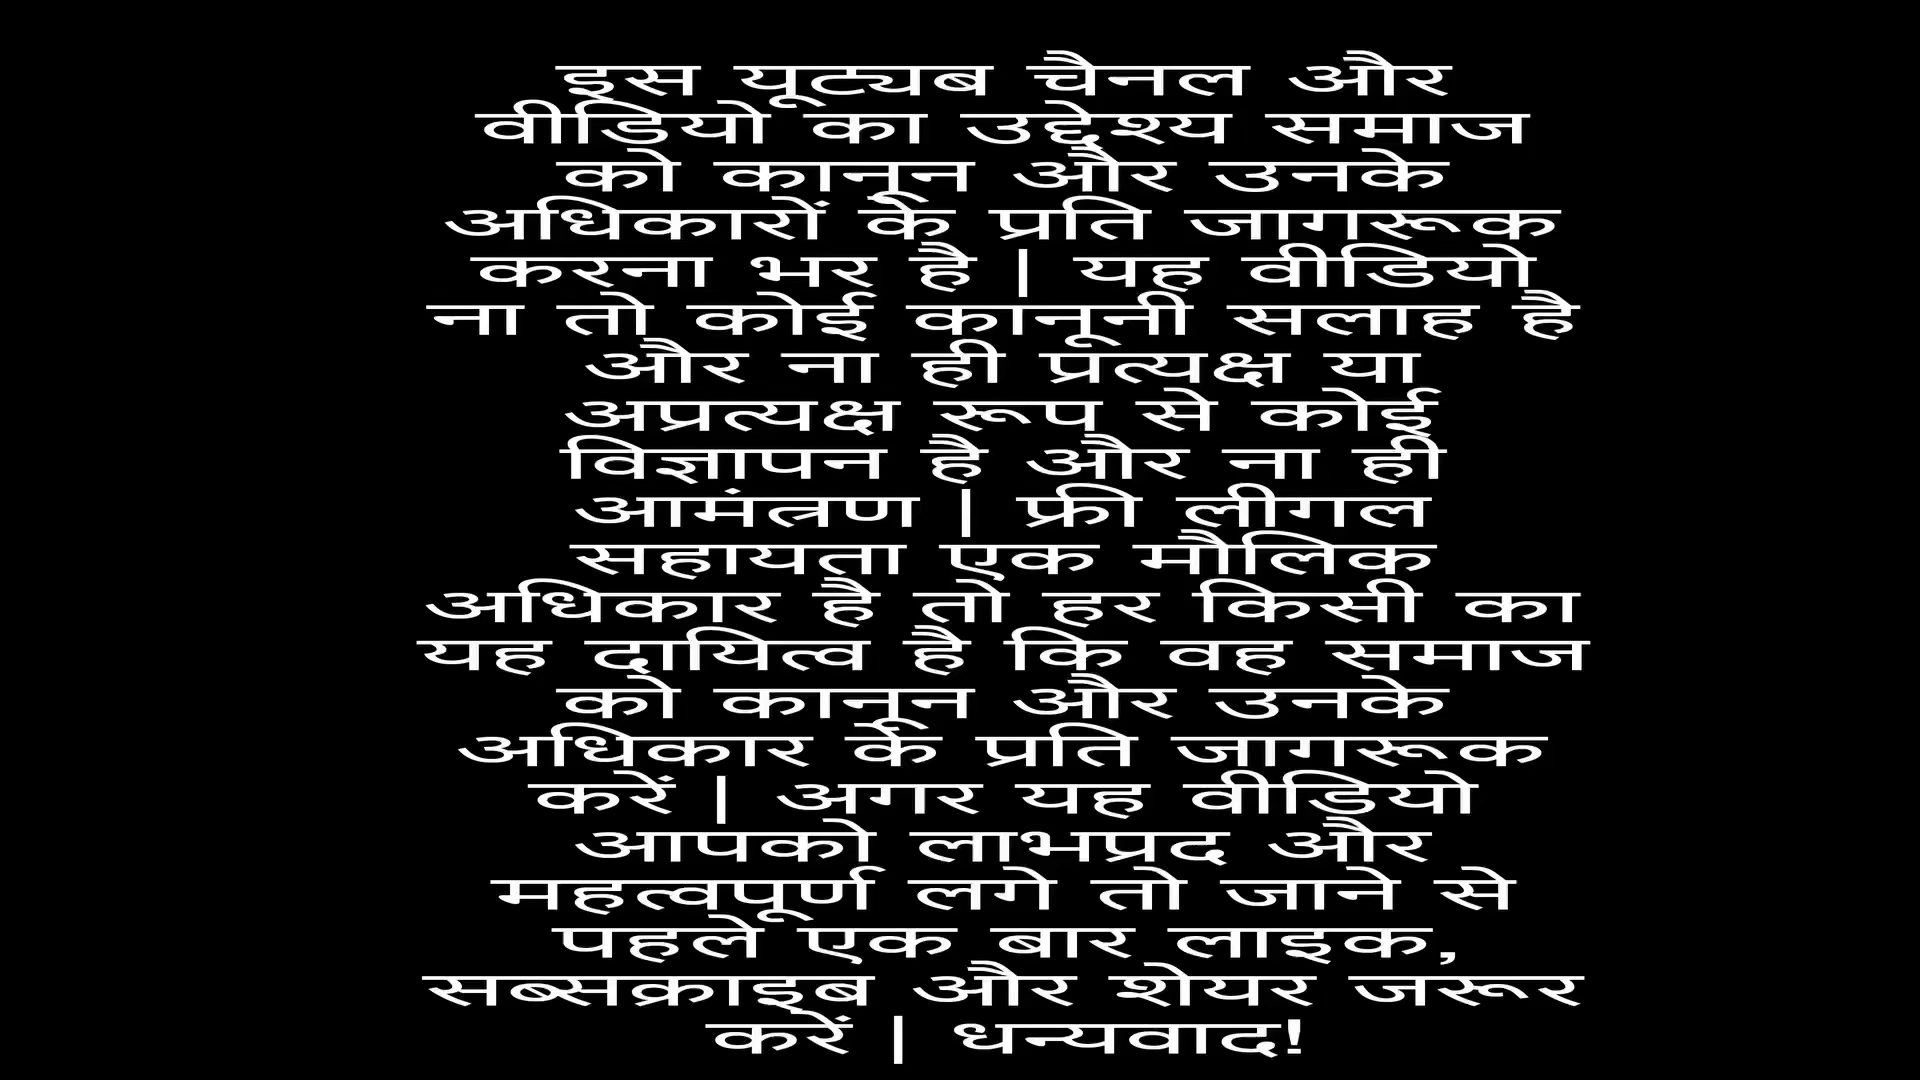 इस यूट्यब चैनल और
वीडियो का उद्देश्य समाज
को कानून और उनके
अधिकारों के प्रति जागरूक
करना भर है | यह वीडियो
ना तो कोई कानूनी सलाह है
और ना ही प्रत्यक्ष या
अप्रत्यक्ष रूप से कोई
विज्ञापन है और ना ही
आमंत्रण | फ्री लीगल
सहायता एक मौलिक
अधिकार है तो हर किसी का
यह दायित्व है कि वह समाज
को कानून और उनके
अधिकार के प्रति जागरूक
करें | अगर यह वीडियो
आपको लाभप्रद और
महत्वपूर्ण लगे तो जाने से
पहले एक बार लाइक,
सब्सक्राइब और शेयर जरूर
करें | धन्यवाद!